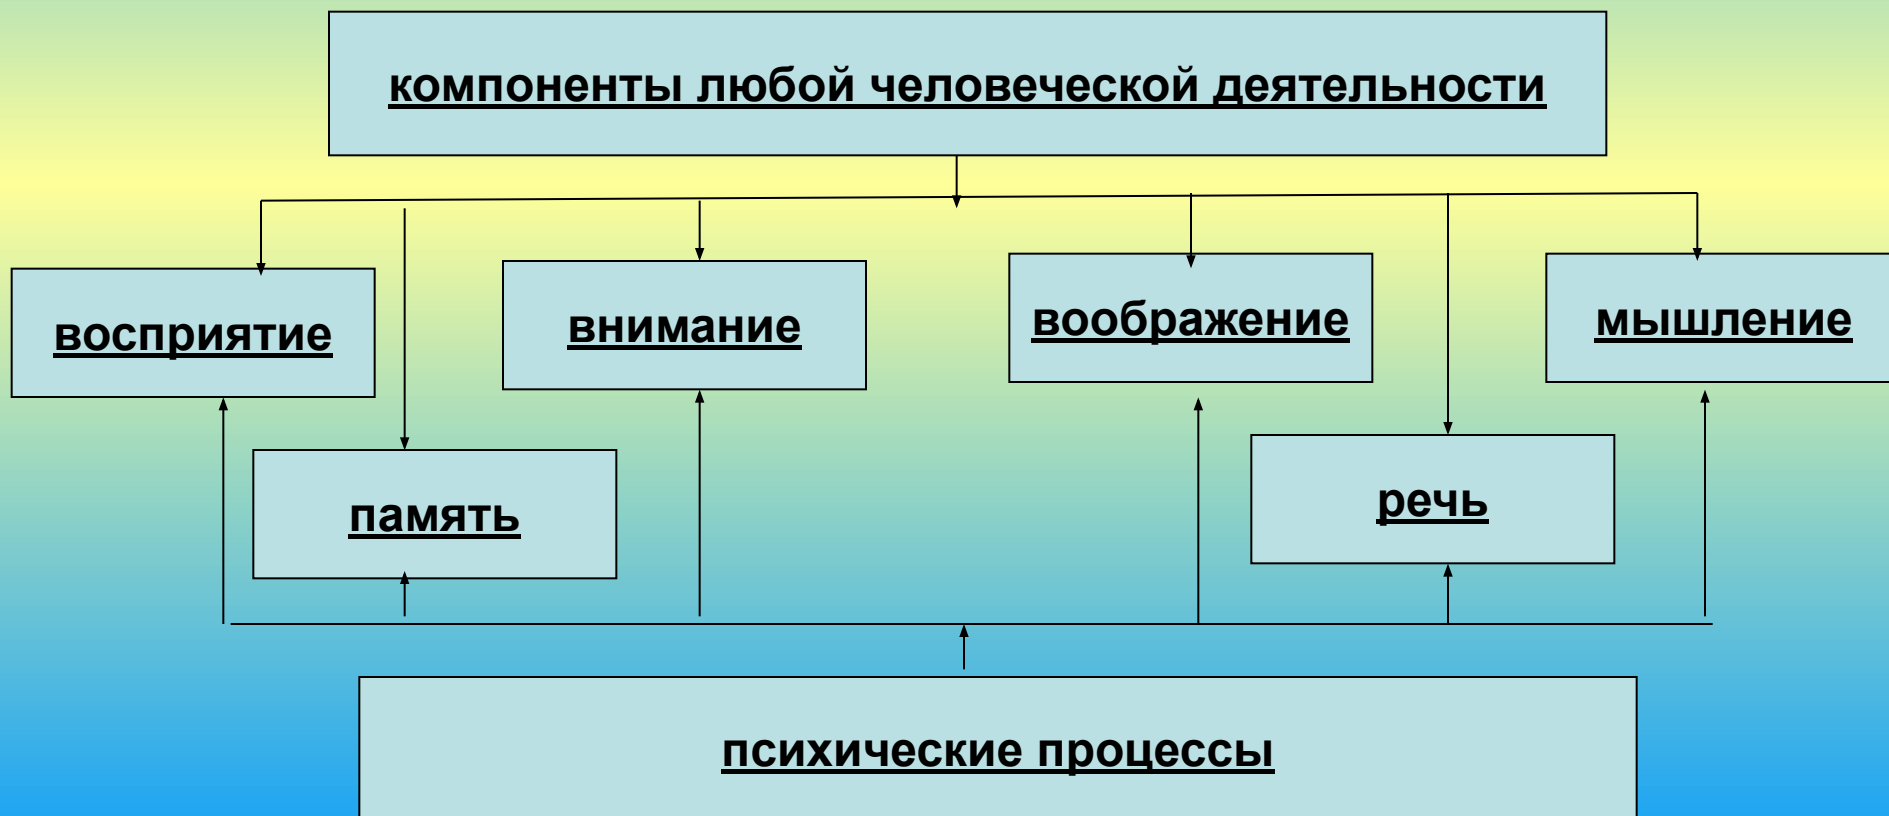 компоненты любой человеческой деятельности
восприятие
внимание
воображение
мышление
память
речь
психические процессы